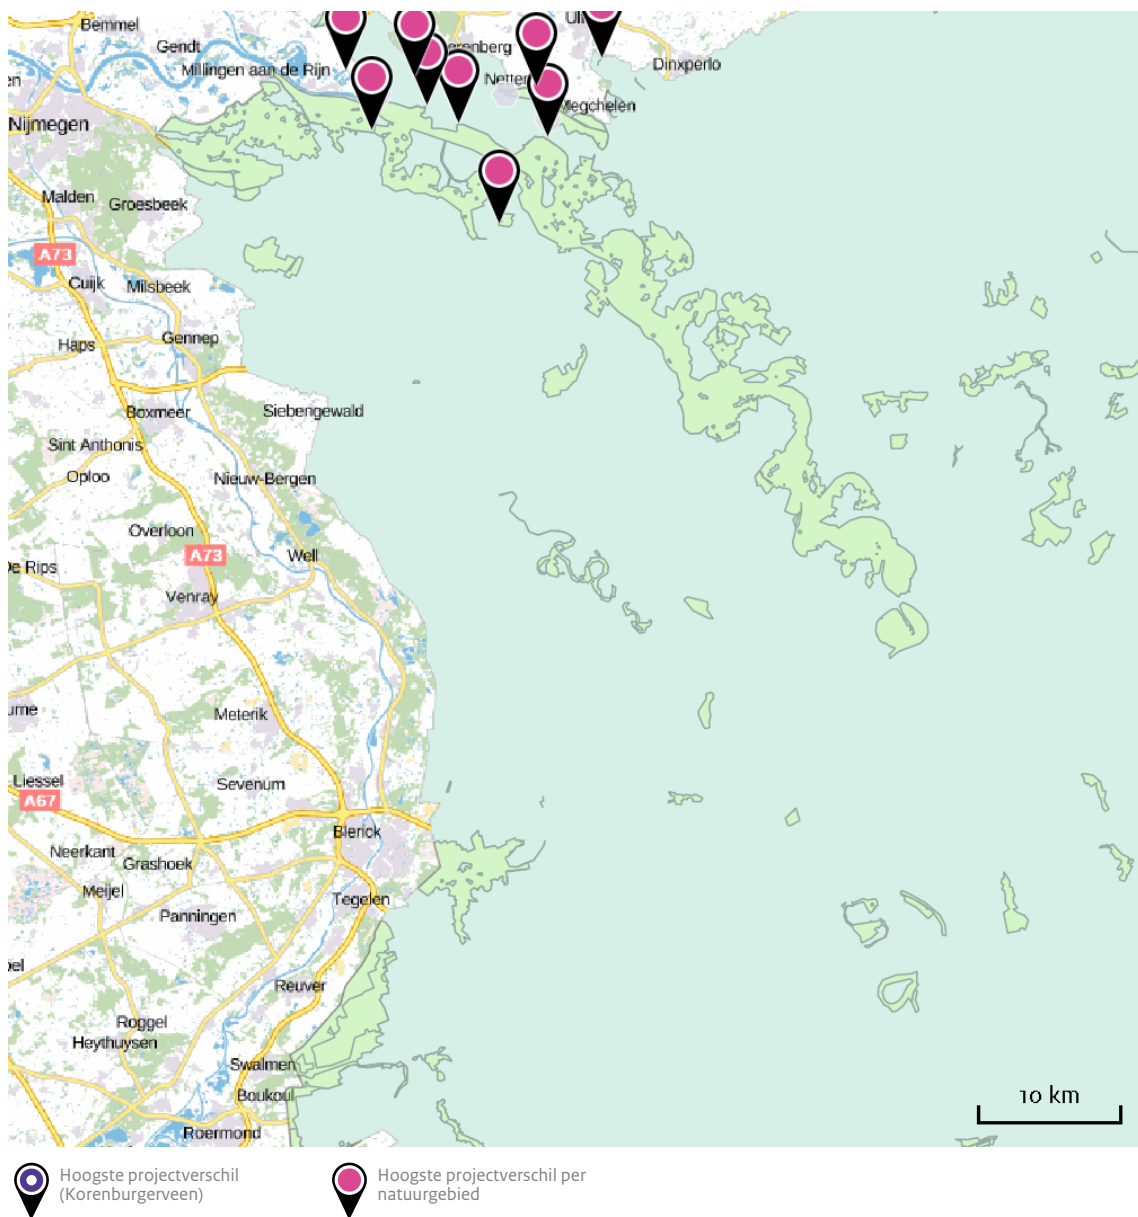 Bemmel
Gendt
Millingen aan de Rijn
Dinxperlo
Megchelen
Nijmegen
Malden
Groesbeek
A73
Cuijk
Milsbeek
Haps
Gennep
Boxmeer
Siebengewald
Sint Anthonis
Oploo
Nieuw-Bergen
Overloon
A73
Well
De Rips
Venray
Meterik
Liessel
Sevenum
A67
Blerick
Neerkant
Grashoek
Meijel
Tegelen
Panningen
Reuver
Roggel
Heythuysen
Swalmen
10 km
Boukoul
Roermond
Hoogste projectverschil
(Korenburgerveen)
Hoogste projectverschil per
natuurgebied